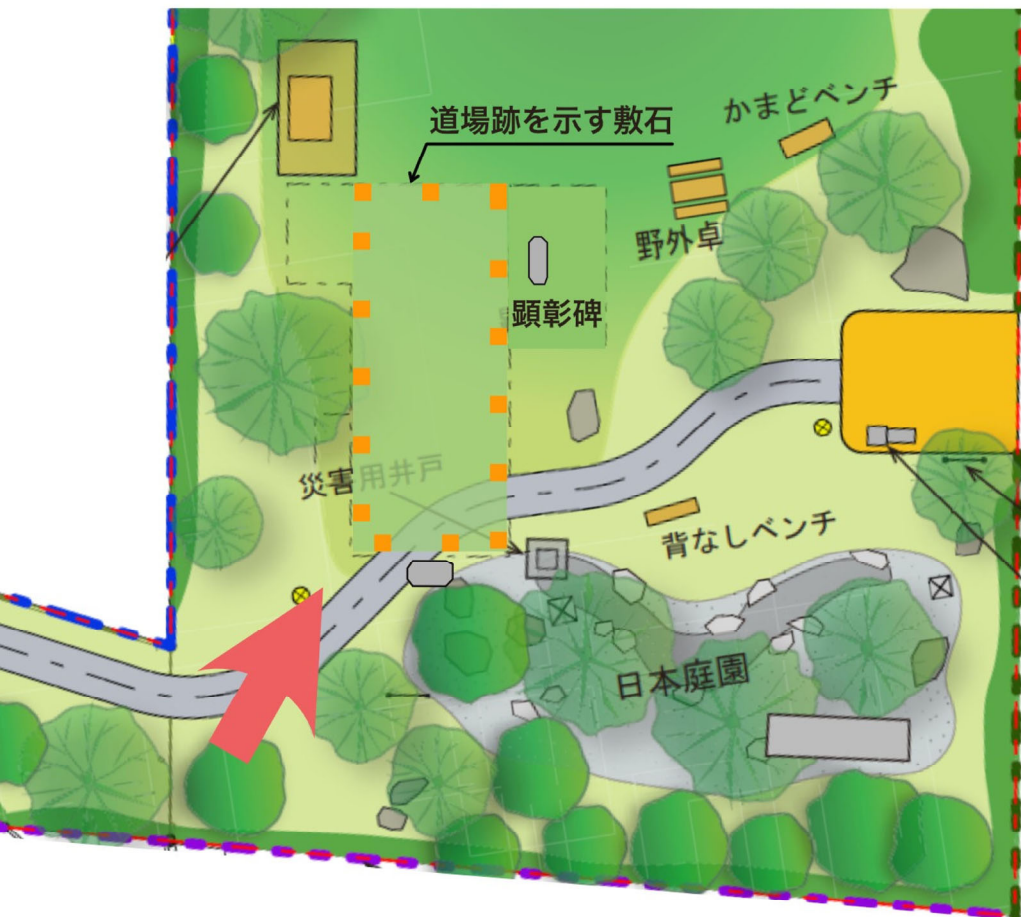 かまどベンチ
道場跡を示す敷石
野外卓
顕彰碑
災害用井戸
背なしベンチ
日本庭園